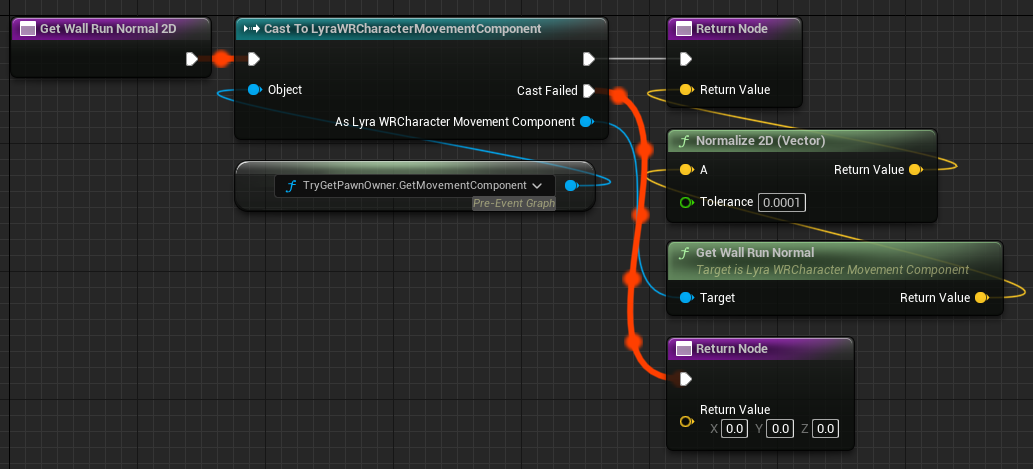 Get Wall Run Normal 2D
Cast To LyraWRCharacterMovementComponent
Object
Cast Failed
As Lyra WRCharacter Movement Component
TryGetPawnOwner.GetMovementComponent
Pre-Event Graph
Return Node
Return Value
Normalize 2D (Vector)
A
Return Value
Tolerance 0.0001
Get Wall Run Normal
Target is Lyra WRCharacter Movement Component
Target
Return Value
Return Node
Return Value
X 0.0 Y 0.0 Z 0.0